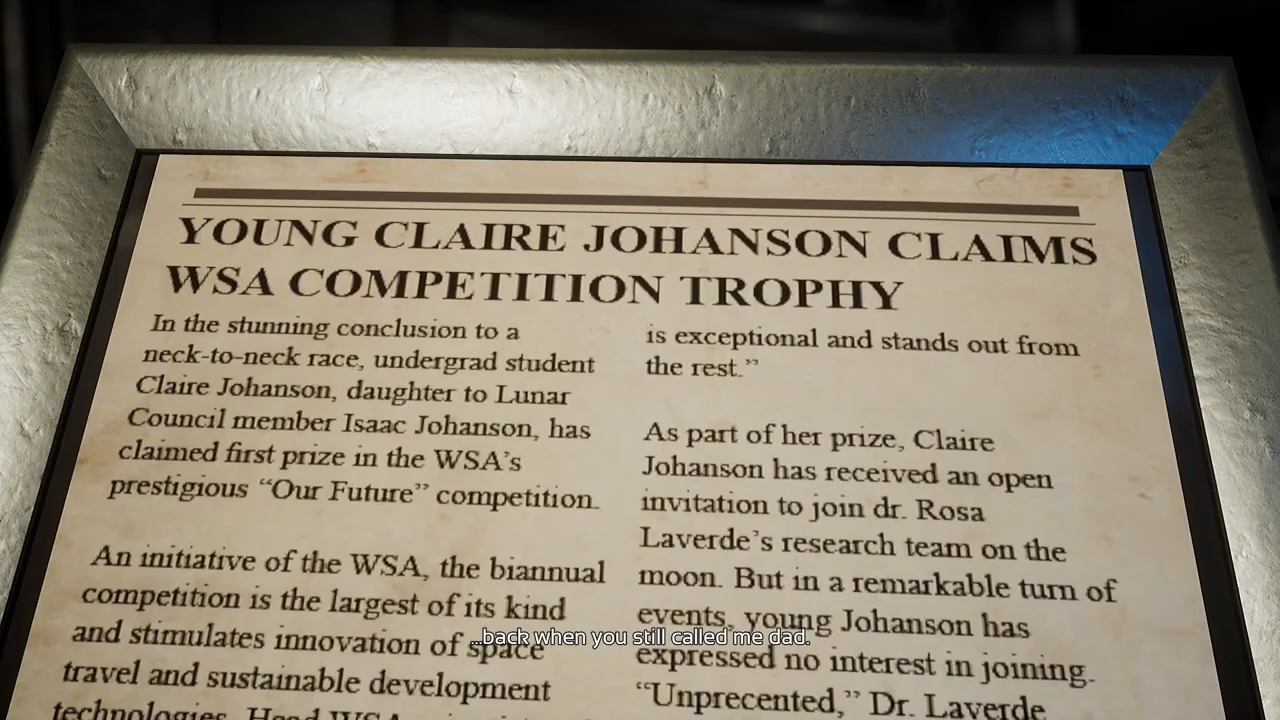 YOUNG CLAIRE JOHANSON CLAIMS
WSA COMPETITION TROPHY
In the stunning conclusion to a
neck-to-neck race, undergrad student
Claire Johanson, daughter to Lunar
Council member Isaac Johanson, has
claimed first prize in the WSA's
prestigious “Our Future” competition.
An initiative of the WSA, the biannual
competition is the largest of its kind
and stimulates innovation of space
travel and sustainable development
technologies. Head WSA
is exceptional and stands out from
the rest.”
As part of her prize, Claire
Johanson has received an open
invitation to join dr. Rosa
Laverde's research team on the
moon. But in a remarkable turn of
events, young Johanson has
expressed no interest in joining.
“Unprecented,” Dr. Laverde
...back when you still called me dad.